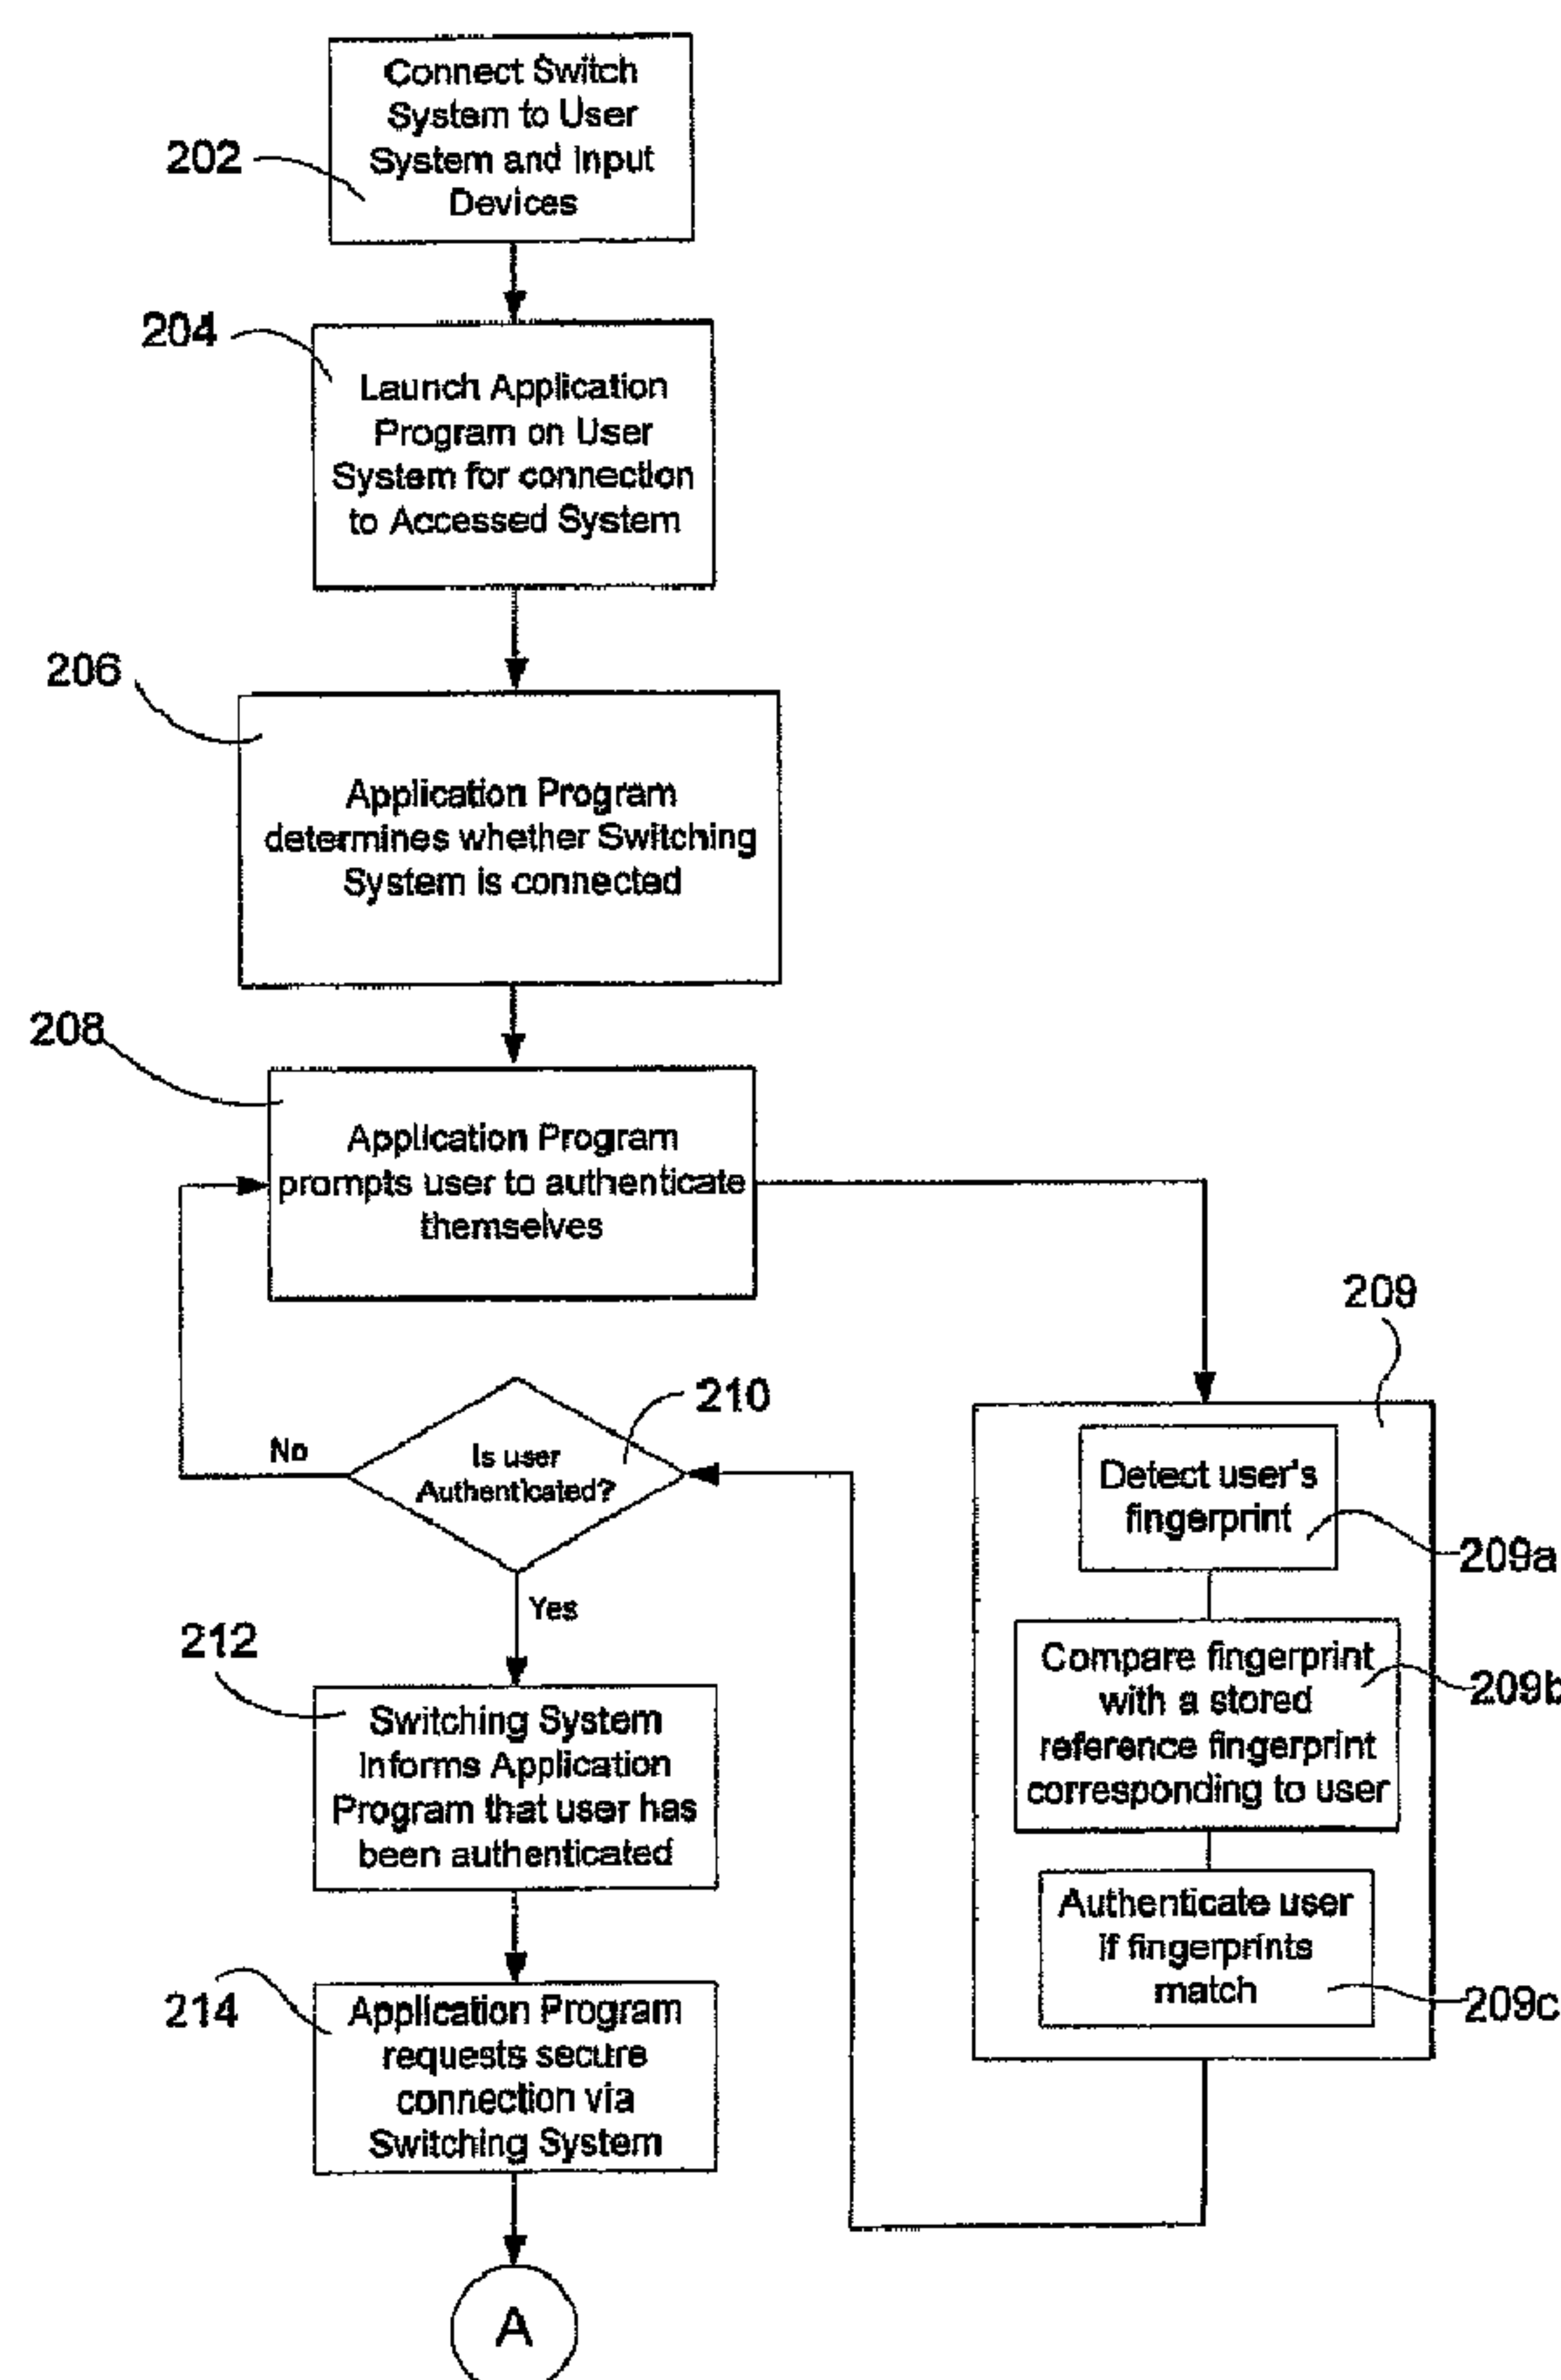 Connect Switch
System to User
System and Input
Devices
202
204
Launch Application
Program on User
System for connection
to Accessed System
206
Application Program
determines whether Switching
System is connected
208
Application Program
prompts user to authenticate
themselves
209
210
No
Is user
Authenticated?
Yes
Detect user's
fingerprint
209a
212
Switching System
Informs Application
Program that user has
been authenticated
Compare fingerprint
with a stored
reference fingerprint
corresponding to user
209b
Authenticate user
if fingerprints
match
209c
214
Application Program
requests secure
connection via
Switching System
A